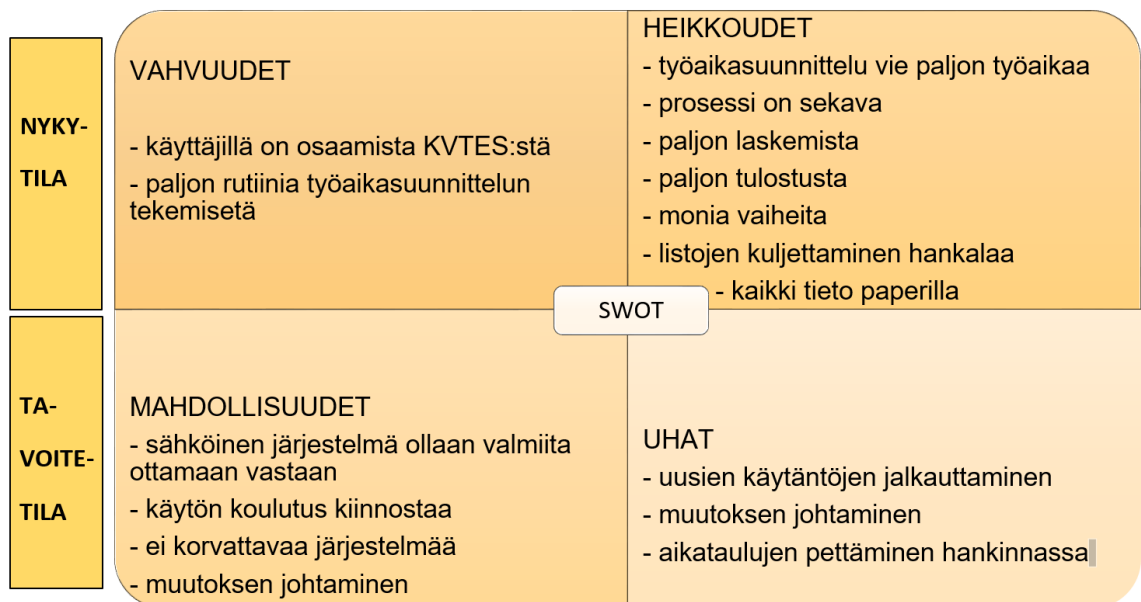 NYKY-
TILA
VAHVUUDET
- käyttäjillä on osaamista KVTES:stä
- paljon rutiinia työaikasuunnittelun
tekemisetä
HEIKKOUDET
- työaikasuunnittelu vie paljon työaikaa
- prosessi on sekava
- paljon laskemista
- paljon tulostusta
- monia vaiheita
- listojen kuljettaminen hankalaa
- kaikki tieto paperilla
SWOT
TA-
VOITE-
TILA
MAHDOLLISUUDET
- sähköinen järjestelmä ollaan valmiita
ottamaan vastaan
- käytön koulutus kiinnostaa
- ei korvattavaa järjestelmää
- muutoksen johtaminen
UHAT
- uusien käytäntöjen jalkauttaminen
- muutoksen johtaminen
- aikataulujen pettäminen hankinnassa